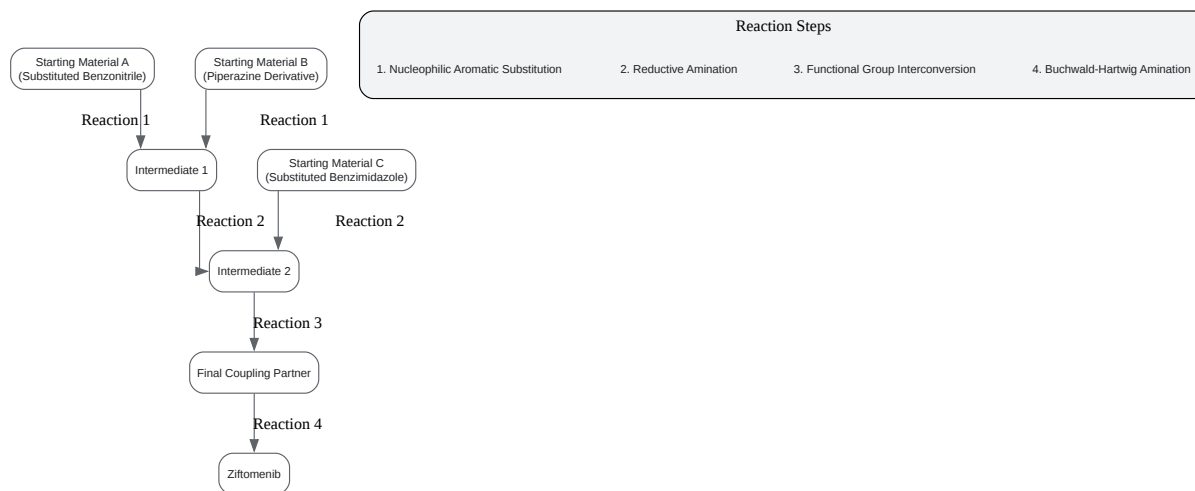 Reaction Steps
1. Nucleophilic Aromatic Substitution
2. Reductive Amination
3. Functional Group Interconversion
4. Buchwald-Hartwig Amination
Starting Material A
(Substituted Benzonitrile)
Starting Material B
(Piperazine Derivative)
Reaction 1
Reaction 1
Intermediate 1
Starting Material C
(Substituted Benzimidazole)
Reaction 2
Reaction 2
Intermediate 2
Reaction 3
Final Coupling Partner
Reaction 4
Ziftomenib